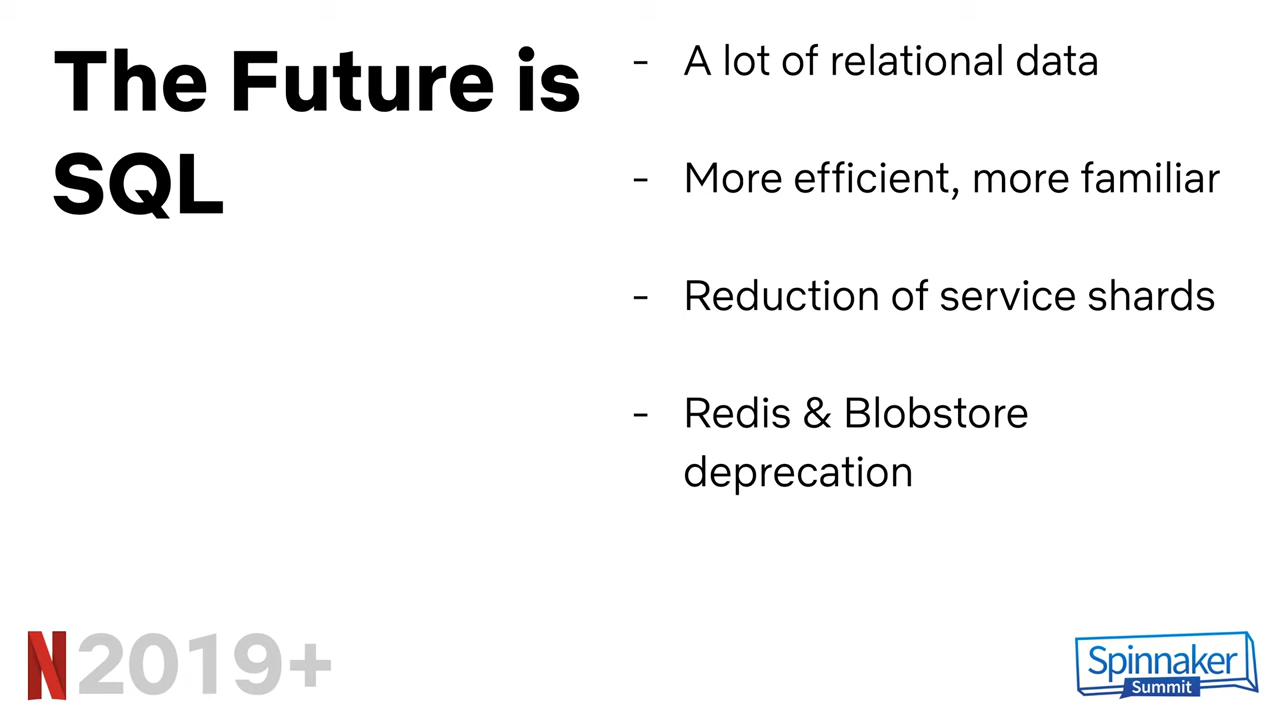 The Future is
SQL
- A lot of relational data
- More efficient, more familiar
- Reduction of service shards
- Redis & Blobstore
deprecation
N 2019+
Spinnaker
Summit